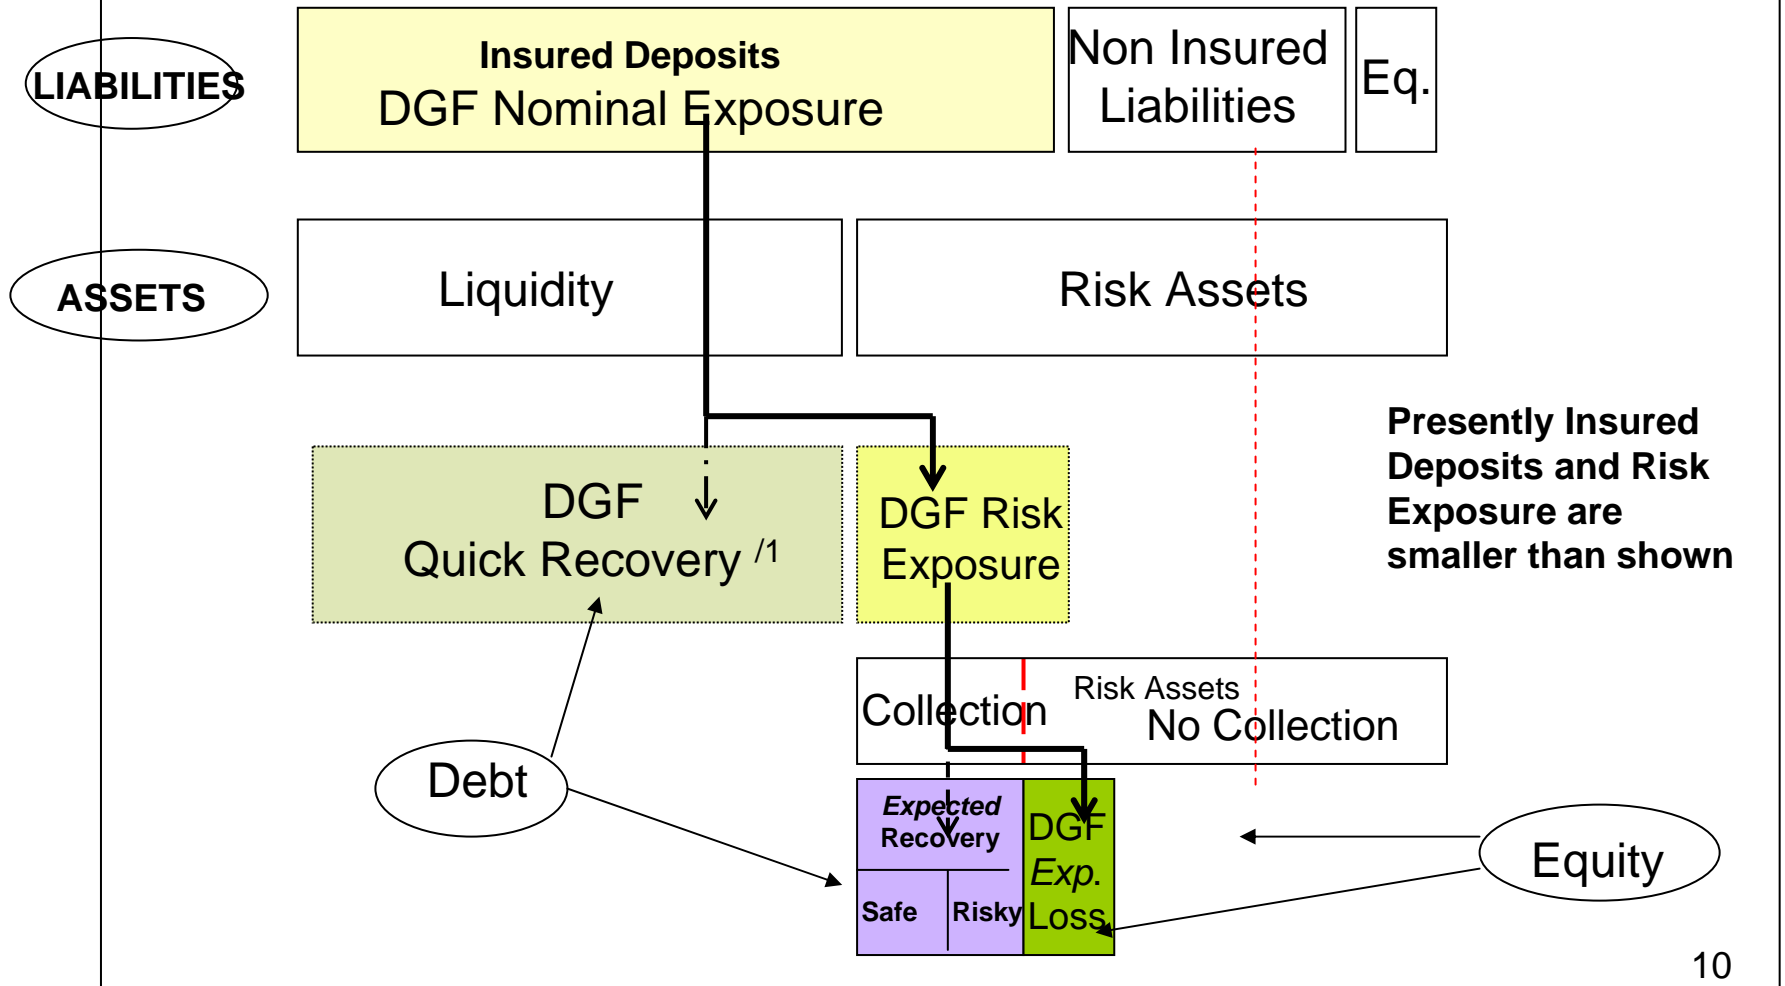 LIABILITIES
Insured Deposits
DGF Nominal Exposure
Non Insured
Liabilities
Eq.
ASSETS
Liquidity
Risk Assets
Presently Insured
Deposits and Risk
Exposure are
smaller than shown
DGF
Quick Recovery /1
DGF Risk
Exposure
Collection
Risk Assets
No Collection
Debt
Expected
Recovery
Safe
Risky
DGF
Exp.
Loss
Equity
10